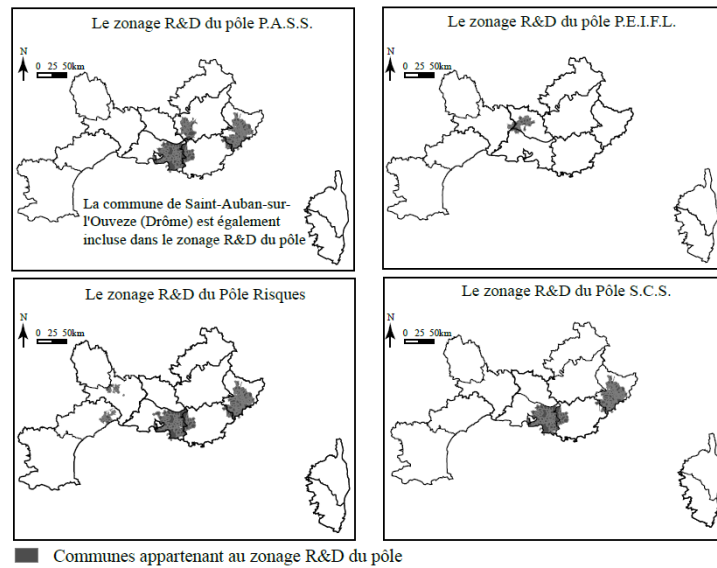 Le zonage R&D du pôle P.A.S.S.
N
0 25 50km
La commune de Saint-Auban-sur-
l'Ouveze (Drôme) est également
incluse dans le zonage R&D du pôle
Le zonage R&D du pôle P.E.I.F.L.
N
0 25 50km
Le zonage R&D du Pôle Risques
N
0 25 50km
Le zonage R&D du Pôle S.C.S.
N
0 25 50km
Communes appartenant au zonage R&D du pôle